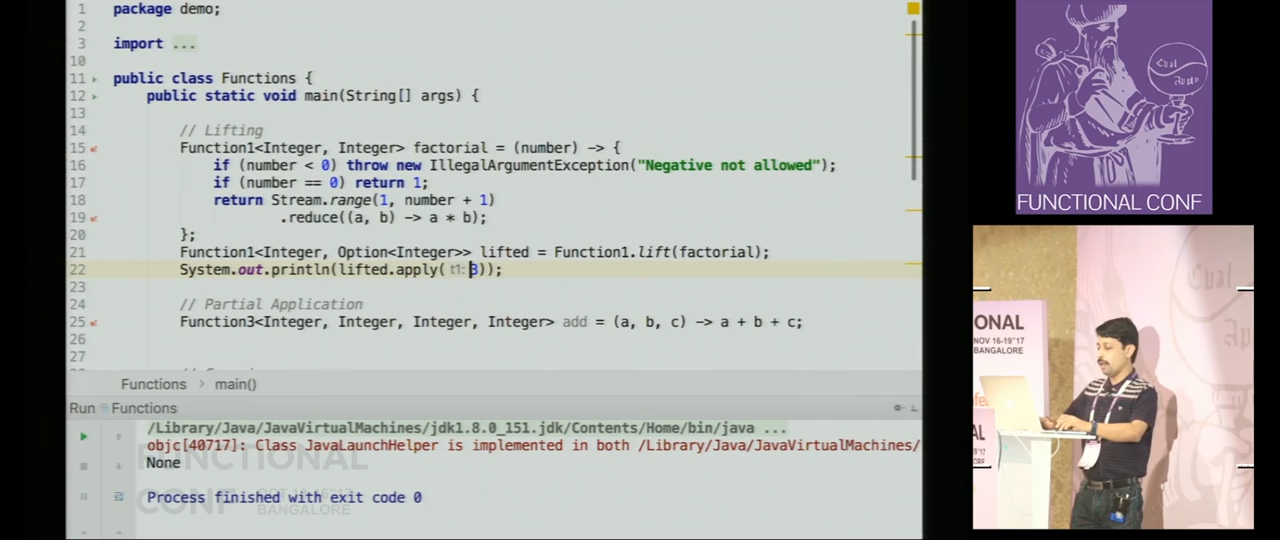 1 package demo;
2
3 import ...
10
11 public class Functions {
12 public static void main(String[] args) {
13
14 // Lifting
15 Function1<Integer, Integer> factorial = (number) -> {
16 if (number < 0) throw new IllegalArgumentException("Negative not allowed");
17 if (number == 0) return 1;
18 return Stream.range(1, number + 1)
19 .reduce((a, b) -> a * b);
20 };
21 Function1<Integer, Option<Integer>> lifted = Function1.lift(factorial);
22 System.out.println(lifted.apply( t1: 3));
23
24 // Partial Application
25 Function3<Integer, Integer, Integer, Integer> add = (a, b, c) -> a + b + c;
26
27
Functions > main()
Run Functions
/Library/Java/JavaVirtualMachines/jdk1.8.0_151.jdk/Contents/Home/bin/java ...
objc[40717]: Class JavaLaunchHelper is implemented in both /Library/Java/JavaVirtualMachines/
None
Process finished with exit code 0
FUNCTIONAL
CONF
BANGALORE
FUNCTIONAL CONF
ONAL
NOV 16-19"17
BANGALORE
AL